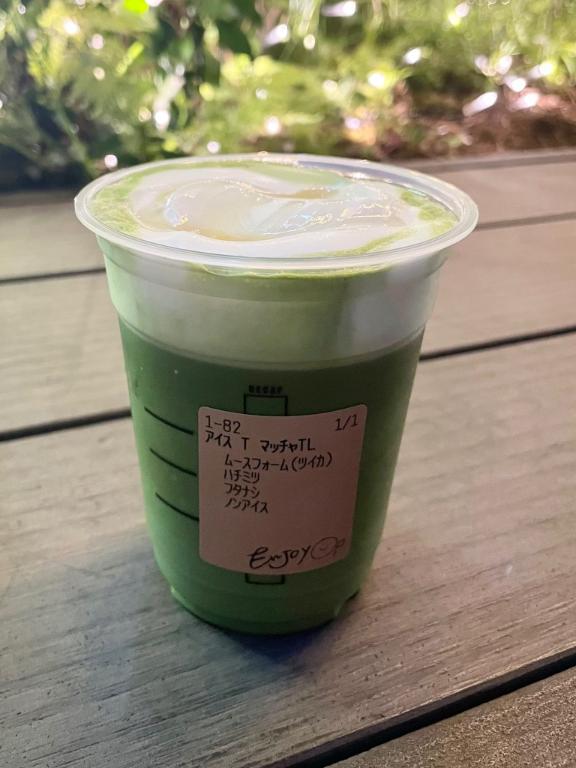 DECAF
1-82 1/1
アイス T マッチャTL
ムースフォーム(ツイカ)
ハチミツ
フタナシ
ノンアイス
Enjoy